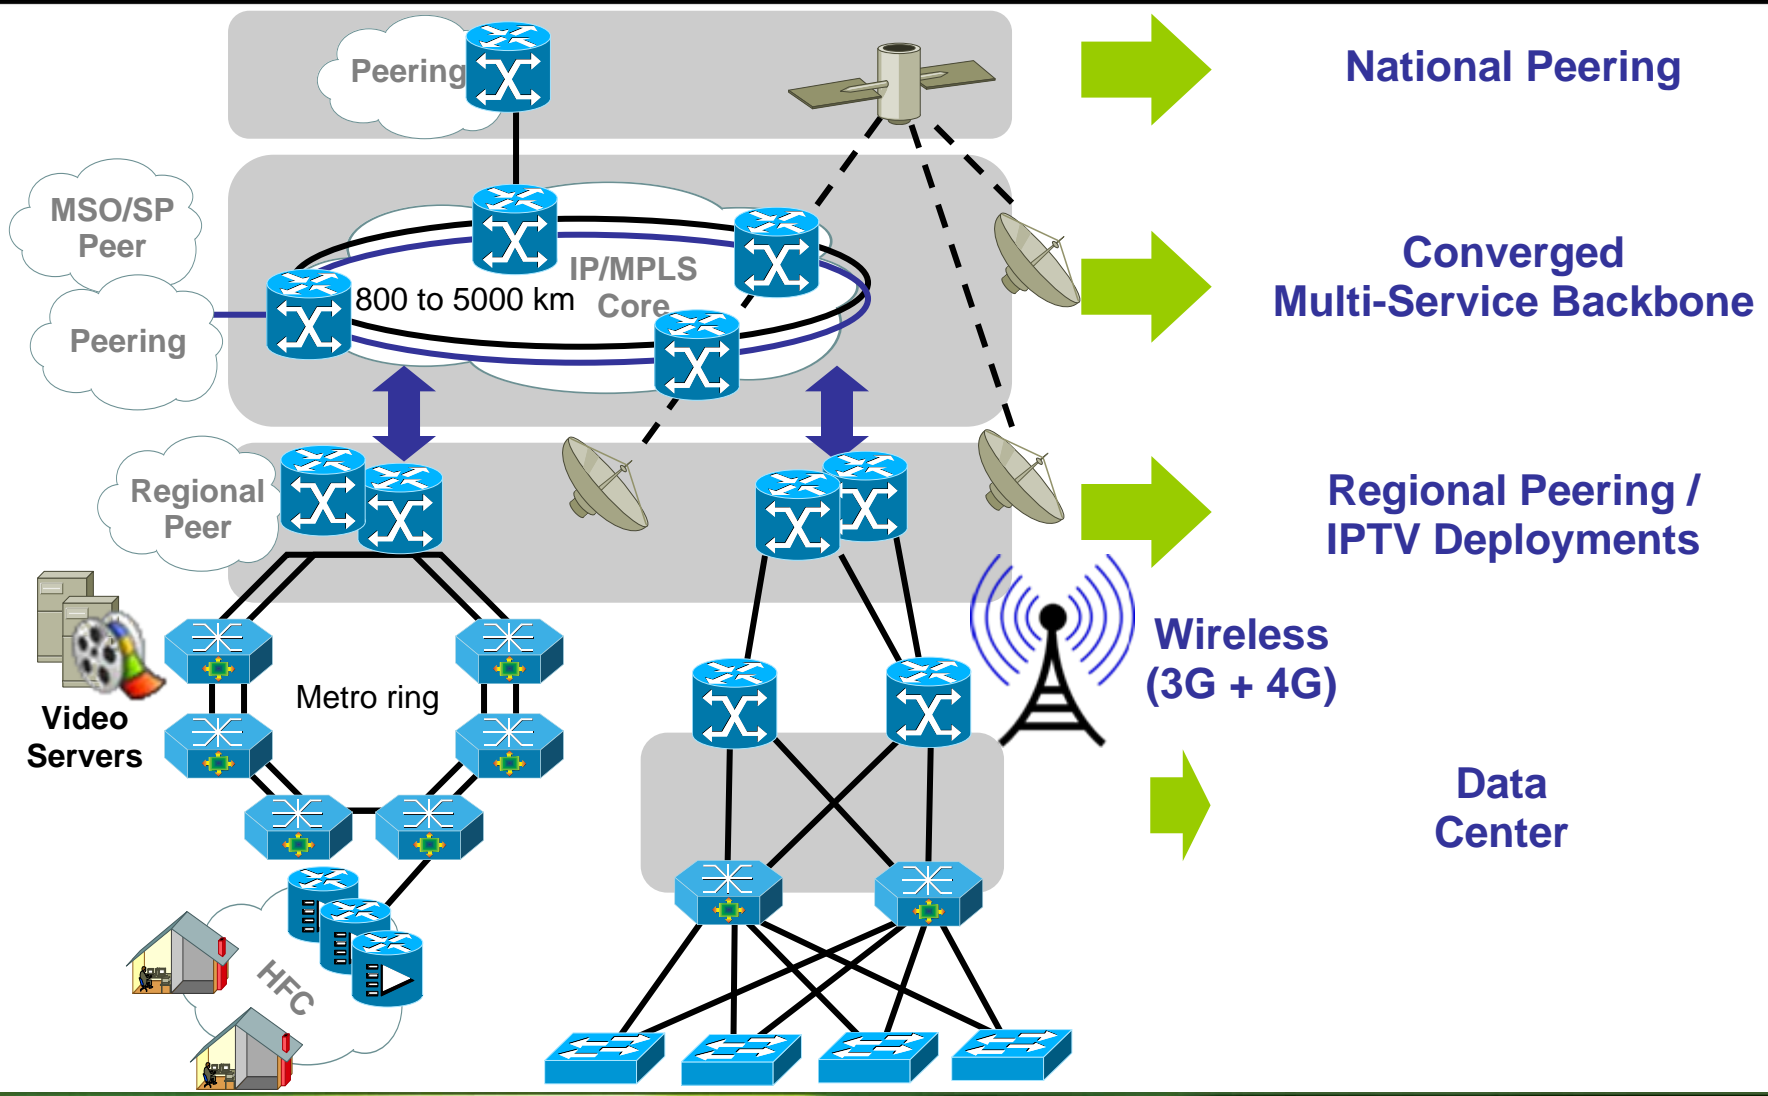 Peering
National Peering
MSO/SP
Peer
IP/MPLS
Core
800 to 5000 km
Peering
Converged
Multi-Service Backbone
Regional
Peer
Regional Peering /
IPTV Deployments
Wireless
(3G + 4G)
Metro ring
Video
Servers
Data
Center
HFC